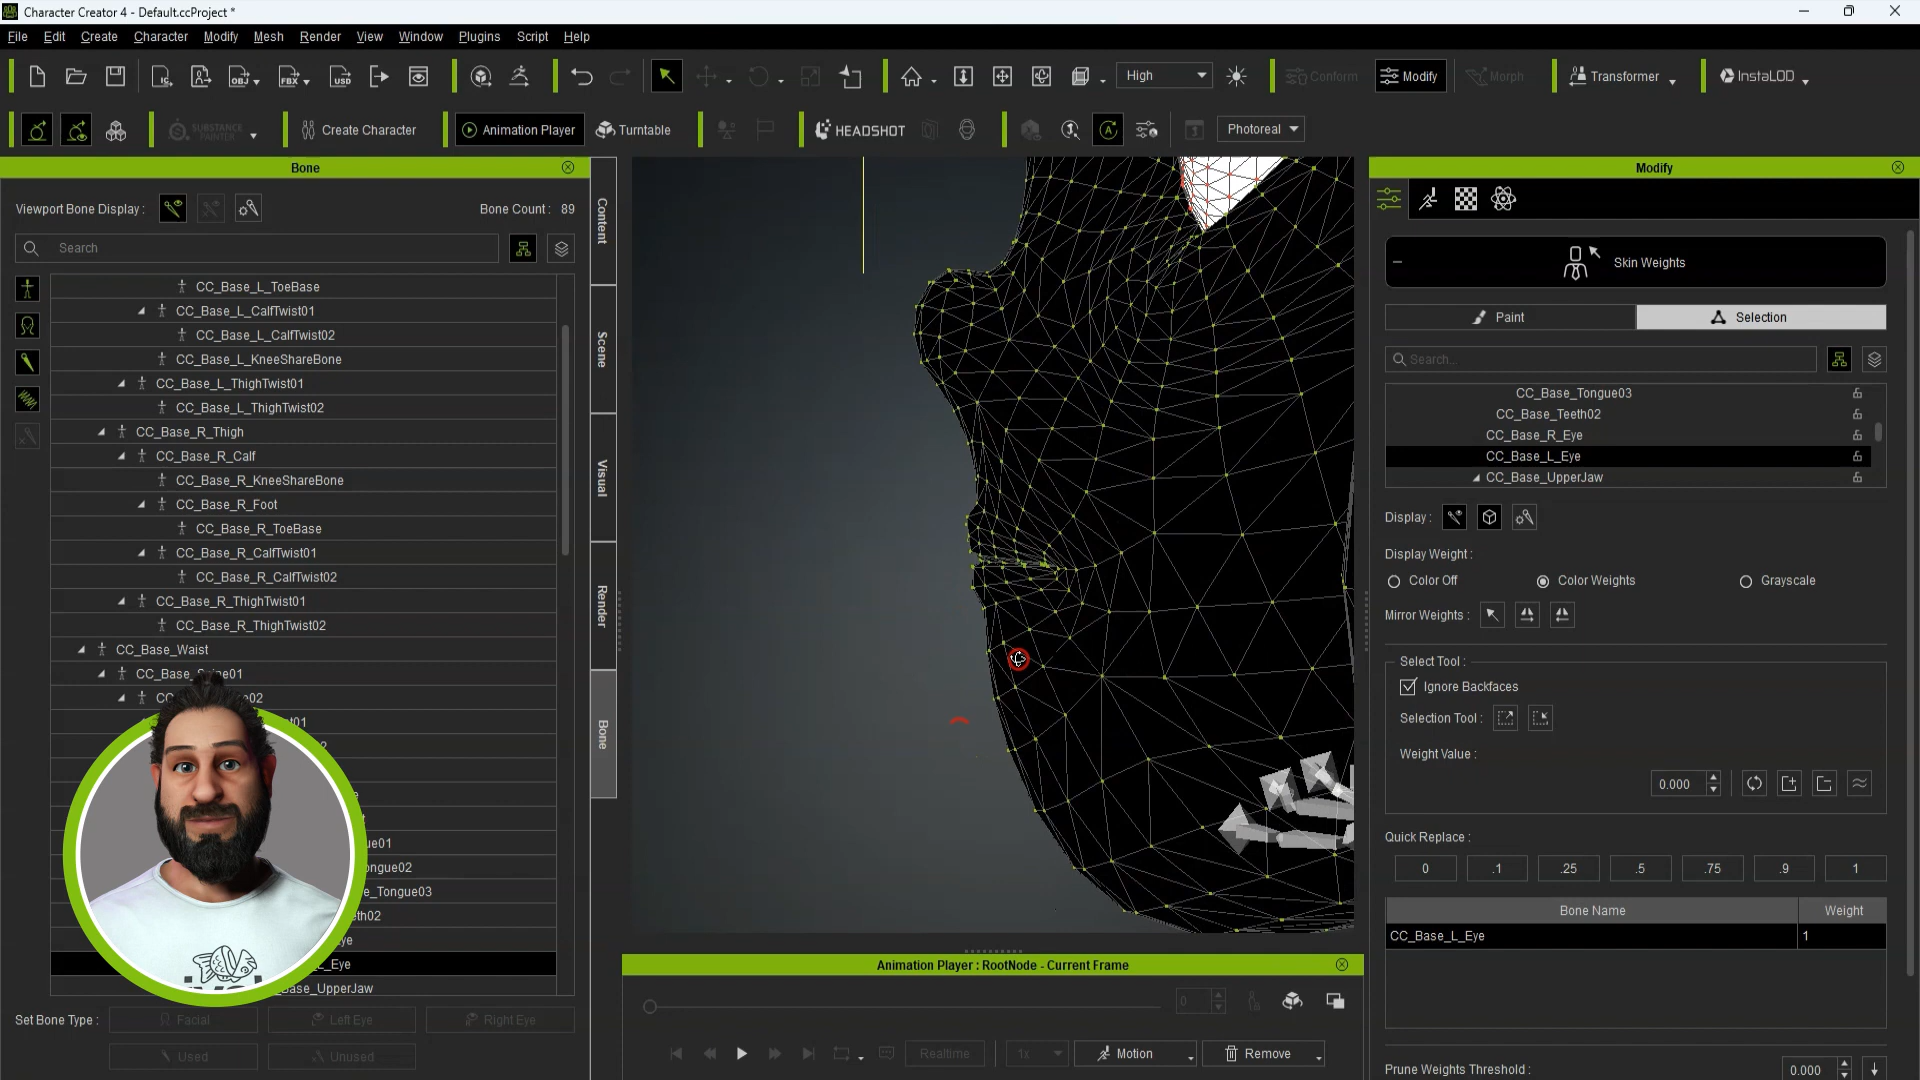 Character Creator 4 - Default.ccProject *
File Edit Create Character Modify Mesh Render View Window Plugins Script Help
High Conform Modify Morph Transformer InstaLOD
SUBSTANCE PAINTER Create Character Animation Player Turntable HEADSHOT Photoreal
Bone
Viewport Bone Display :
Bone Count : 89
Search
CC_Base_L_ToeBase
CC_Base_L_CalfTwist01
CC_Base_L_CalfTwist02
CC_Base_L_KneeShareBone
CC_Base_L_ThighTwist01
CC_Base_L_ThighTwist02
CC_Base_R_Thigh
CC_Base_R_Calf
CC_Base_R_KneeShareBone
CC_Base_R_Foot
CC_Base_R_ToeBase
CC_Base_R_CalfTwist01
CC_Base_R_CalfTwist02
CC_Base_R_ThighTwist01
CC_Base_R_ThighTwist02
CC_Base_Waist
Set Bone Type :
Facial
Left Eye
Right Eye
Used
Unused
Content
Scene
Visual
Render
Bone
Animation Player : RootNode - Current Frame
0
Realtime
1x
Motion
Remove
Modify
Skin Weights
Paint
Selection
Search...
CC_Base_Tongue03
CC_Base_Teeth02
CC_Base_R_Eye
CC_Base_L_Eye
CC_Base_UpperJaw
Display :
Display Weight :
Color Off
Color Weights
Grayscale
Mirror Weights :
Select Tool :
Ignore Backfaces
Selection Tool :
Weight Value :
0.000
Quick Replace :
0 .1 .25 .5 .75 .9 1
Bone Name Weight
CC_Base_L_Eye 1
Prune Weights Threshold : 0.000